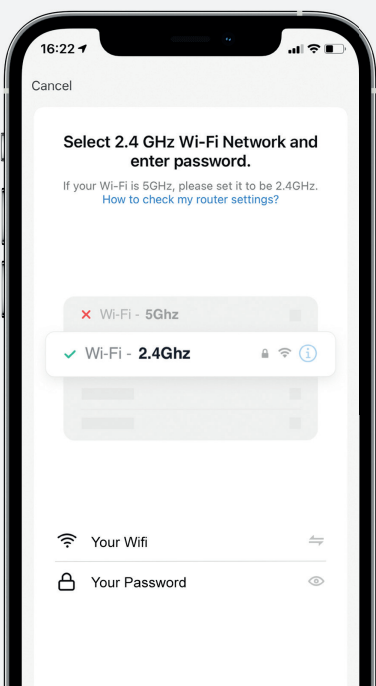 16:22
Cancel
Select 2.4 GHz Wi-Fi Network and
enter password.
If your Wi-Fi is 5GHz, please set it to be 2.4GHz.
How to check my router settings?
Wi-Fi - 5Ghz
Wi-Fi - 2.4Ghz
Your Wifi
Your Password